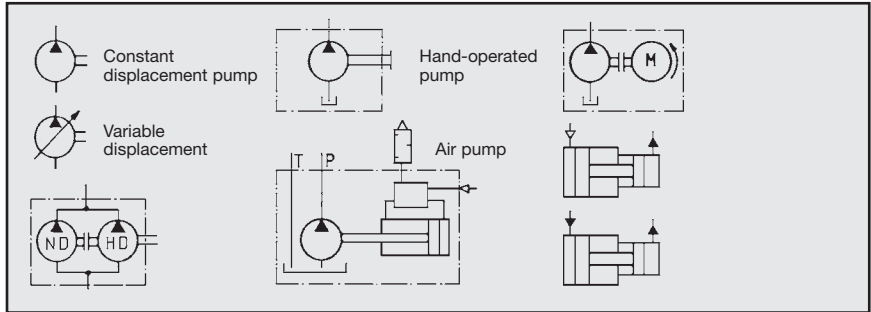 Constant
displacement pump
Hand-operated
pump
M
Variable
displacement
T P
Air pump
ND HD